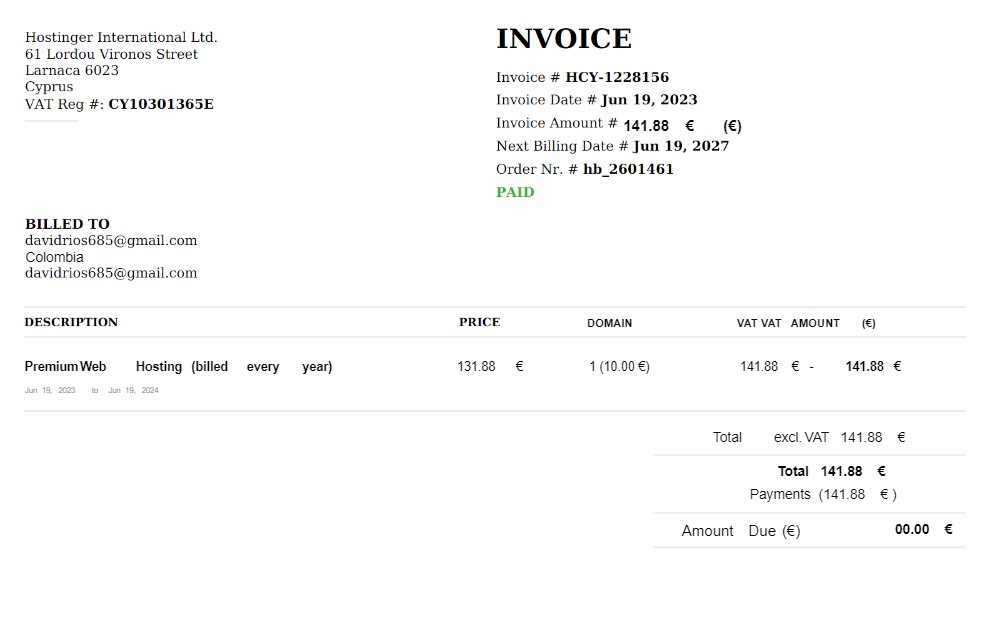 Hostinger International Ltd.
61 Lordou Vironos Street
Larnaca 6023
Cyprus
VAT Reg #: CY10301365E
INVOICE
Invoice # HCY-1228156
Invoice Date # Jun 19, 2023
Invoice Amount # 141.88 € (€)
Next Billing Date # Jun 19, 2027
Order Nr. # hb_2601461
PAID
BILLED TO
davidrios685@gmail.com
Colombia
davidrios685@gmail.com
DESCRIPTION PRICE DOMAIN VAT VAT AMOUNT (€)
Premium Web Hosting (billed every year) 131.88 € 1 (10.00 €) 141.88 € - 141.88 €
Jun 19, 2023 to Jun 19, 2024
Total excl. VAT 141.88 €
Total 141.88 €
Payments (141.88 € )
Amount Due (€) 00.00 €